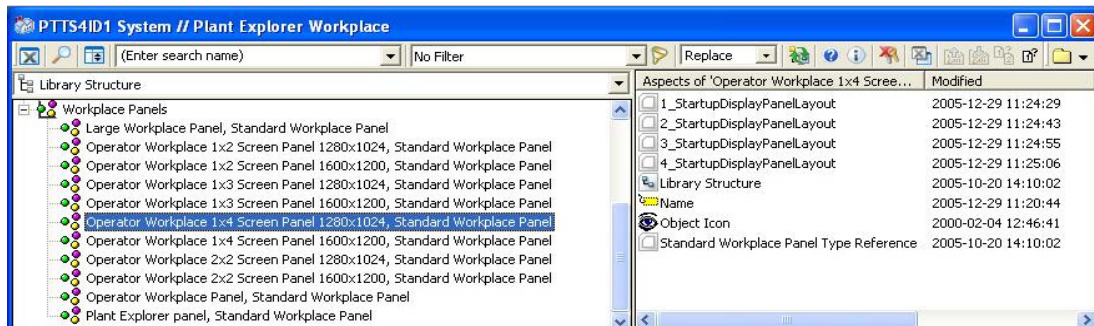 PTTS4ID1 System // Plant Explorer Workplace
(Enter search name) No Filter Replace
Library Structure
Workplace Panels
Large Workplace Panel, Standard Workplace Panel
Operator Workplace 1x2 Screen Panel 1280x1024, Standard Workplace Panel
Operator Workplace 1x2 Screen Panel 1600x1200, Standard Workplace Panel
Operator Workplace 1x3 Screen Panel 1280x1024, Standard Workplace Panel
Operator Workplace 1x3 Screen Panel 1600x1200, Standard Workplace Panel
Operator Workplace 1x4 Screen Panel 1280x1024, Standard Workplace Panel
Operator Workplace 1x4 Screen Panel 1600x1200, Standard Workplace Panel
Operator Workplace 2x2 Screen Panel 1280x1024, Standard Workplace Panel
Operator Workplace 2x2 Screen Panel 1600x1200, Standard Workplace Panel
Operator Workplace Panel, Standard Workplace Panel
Plant Explorer panel, Standard Workplace Panel
Aspects of 'Operator Workplace 1x4 Scree... Modified
1_StartupDisplayPanelLayout 2005-12-29 11:24:29
2_StartupDisplayPanelLayout 2005-12-29 11:24:43
3_StartupDisplayPanelLayout 2005-12-29 11:24:55
4_StartupDisplayPanelLayout 2005-12-29 11:25:06
Library Structure 2005-10-20 14:10:02
Name 2005-12-29 11:20:44
Object Icon 2000-02-04 12:46:41
Standard Workplace Panel Type Reference 2005-10-20 14:10:02